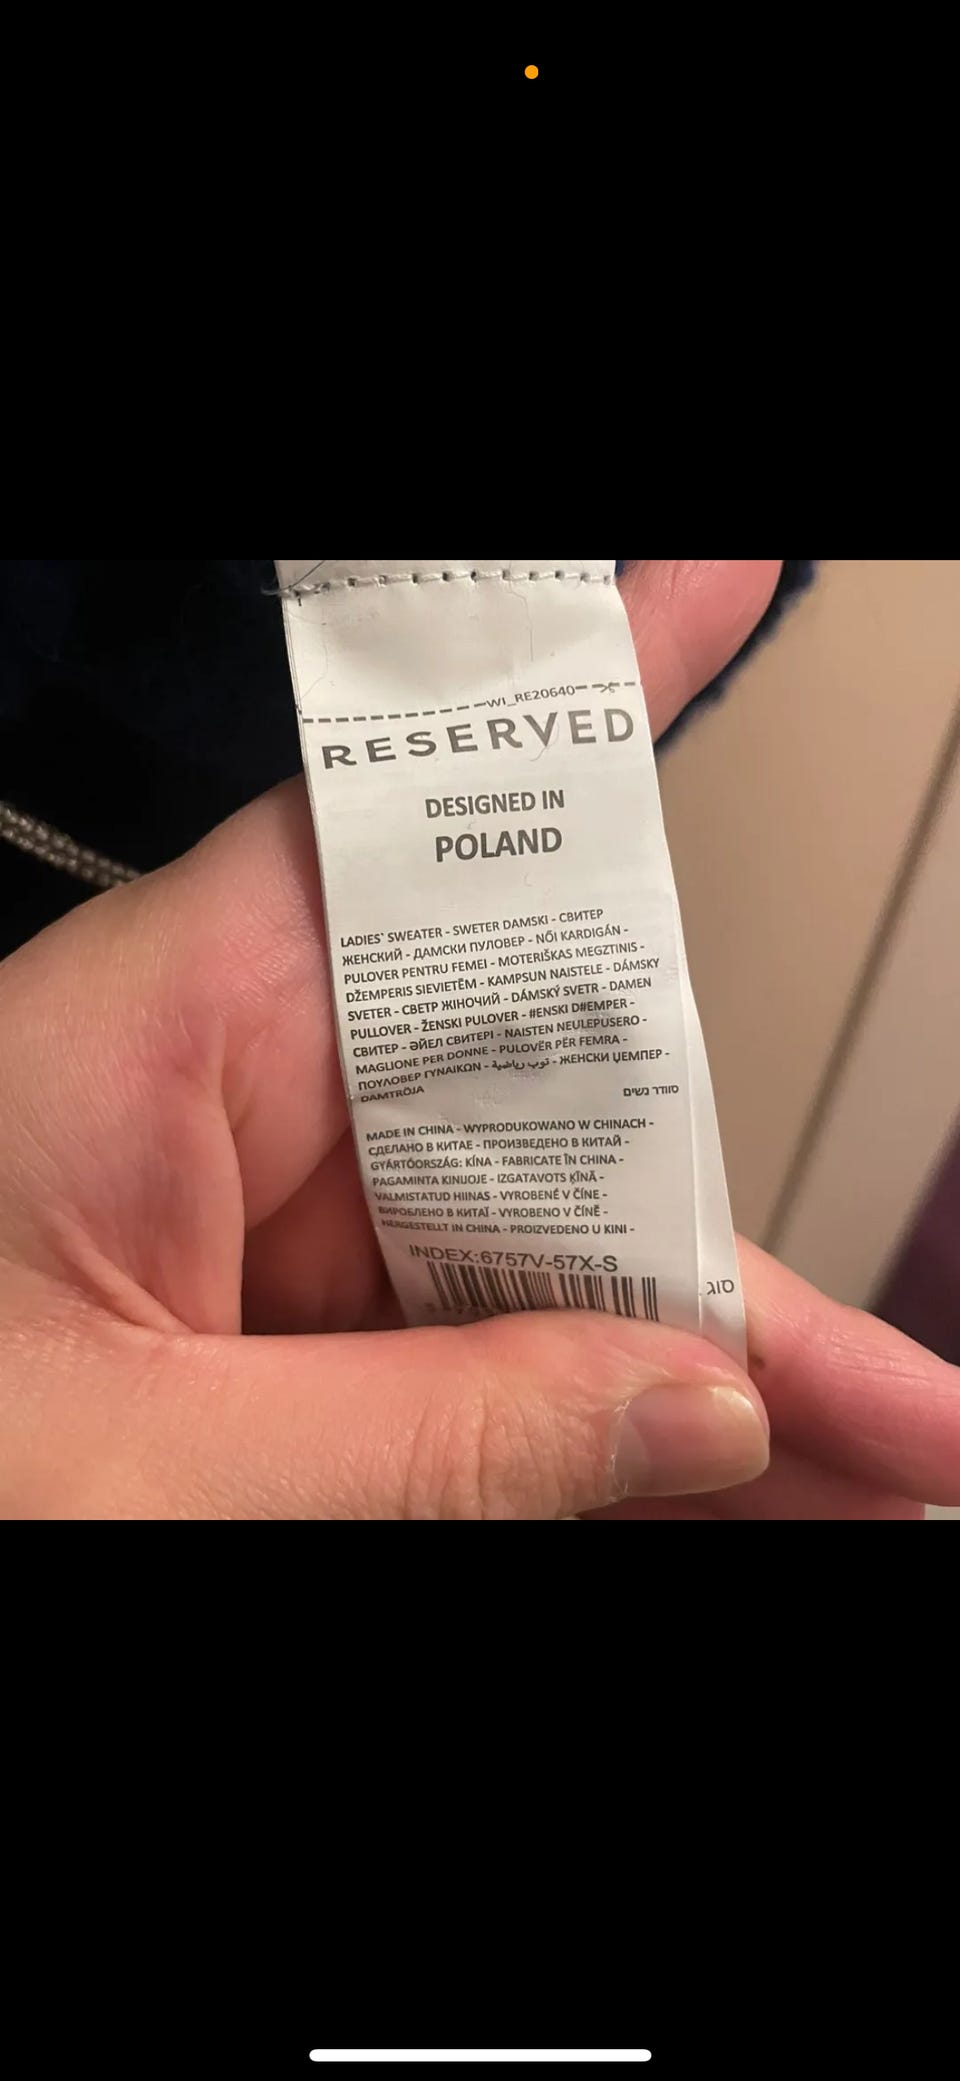 WI_RE20640
RESERVED
DESIGNED IN
POLAND
LADIES' SWEATER - SWETER DAMSKI - СВИТЕР
ЖЕНСКИЙ - ДАМСКИ ПУЛОВЕР - NŐI KARDIGÁN -
PULOVER PENTRU FEMEI - MOTERIŠKAS MEGZTINIS -
DŽEMPERIS SIEVIETĒM - KAMPSUN NAISTELE - DÁMSKY
SVETER - СВЕТР ЖІНОЧИЙ - DÁMSKÝ SVETR - DAMEN
PULLOVER - ŽENSKI PULOVER - #ENSKI D#EMPER -
СВИТЕР - ӘЙЕЛ СВИТЕРІ - NAISTEN NEULEPUSERO -
MAGLIONE PER DONNE - PULOVËR PËR FEMRA -
ΠΟΥΛΟΒΕΡ ΓΥΝΑΙΚΩΝ - توب رياضية - ЖЕНСКИ ЏЕМПЕР -
DAMTRÖJA
סוודר נשים
MADE IN CHINA - WYPRODUKOWANO W CHINACH -
СДЕЛАНО В КИТАЕ - ПРОИЗВЕДЕНО В КИТАЙ -
GYÁRTÓORSZÁG: KÍNA - FABRICATE ÎN CHINA -
PAGAMINTA KINIJOJE - IZGATAVOTS ĶĪNĀ -
VALMISTATUD HIINAS - VYROBENÉ V ČÍNE -
ВИРОБЛЕНО В КИТАЇ - VYROBENO V ČÍNĚ -
HERGESTELLT IN CHINA - PROIZVEDENO U KINI -
INDEX:6757V-57X-S
סוג